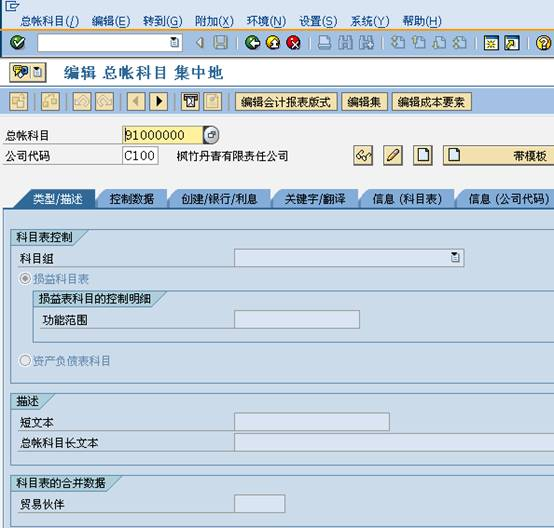 总帐科目(I) 编辑(E) 转到(G) 附加(X) 环境(N) 设置(S) 系统(Y) 帮助(H)
编辑 总帐科目 集中地
编辑会计报表版式 编辑集 编辑成本要素
总帐科目 91000000
公司代码 C100 枫竹丹青有限责任公司 带模板
类型/描述 控制数据 创建/银行/利息 关键字/翻译 信息(科目表) 信息(公司代码)
科目表控制
科目组
损益科目表
损益表科目的控制明细
功能范围
资产负债表科目
描述
短文本
总帐科目长文本
科目表的合并数据
贸易伙伴